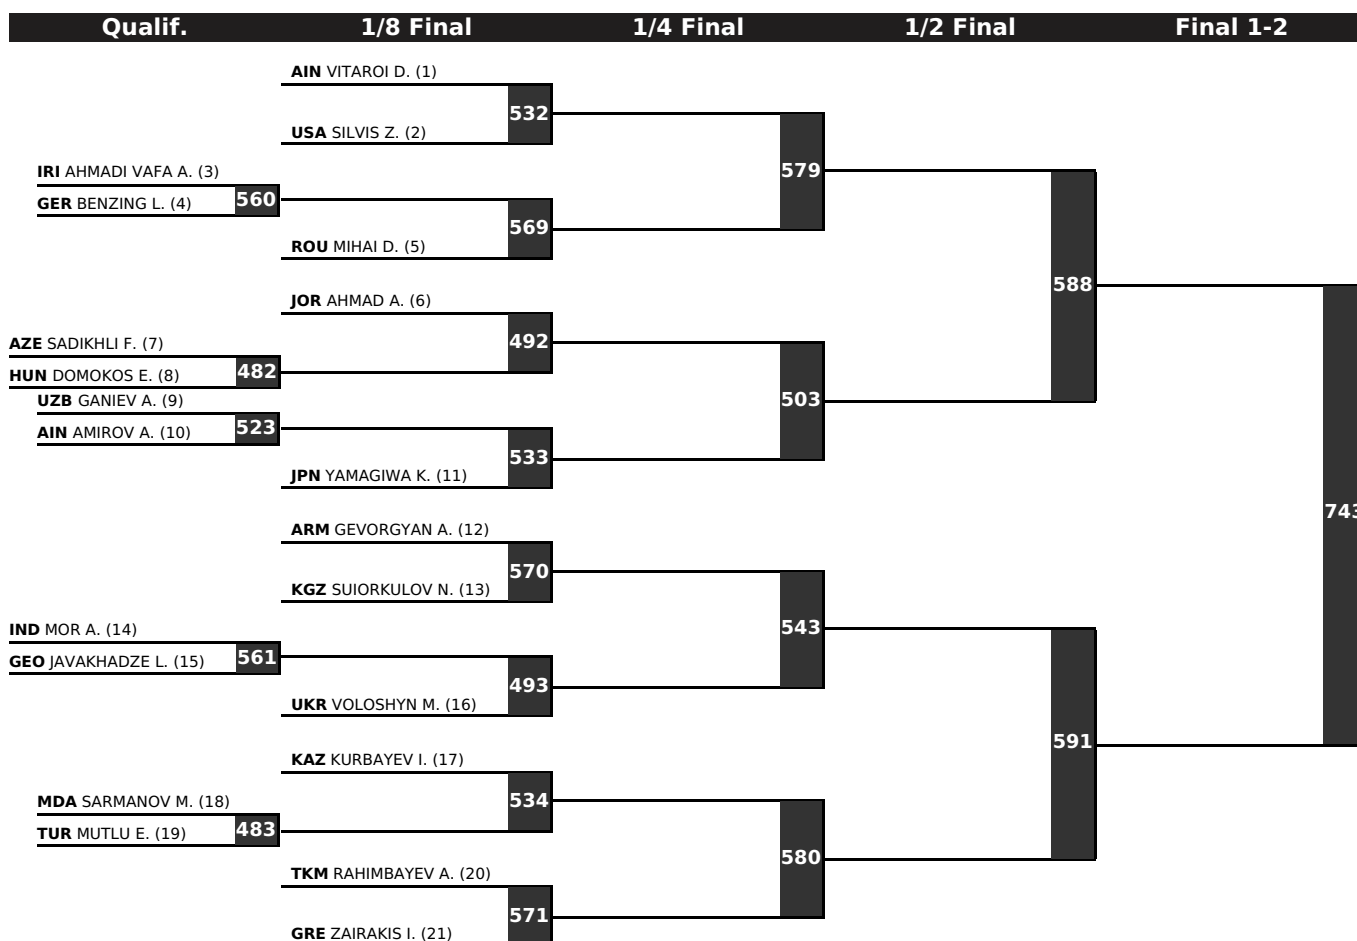 Qualif. 1/8 Final 1/4 Final 1/2 Final Final 1-2
AIN VITAROI D. (1)
532
USA SILVIS Z. (2)
579
IRI AHMADI VAFA A. (3)
560
GER BENZING L. (4)
569
ROU MIHAI D. (5)
588
JOR AHMAD A. (6)
492
AZE SADIKHLI F. (7)
482
HUN DOMOKOS E. (8)
503
UZB GANIEV A. (9)
523
AIN AMIROV A. (10)
533
JPN YAMAGIWA K. (11)
743
ARM GEVORGYAN A. (12)
570
KGZ SUIORKULOV N. (13)
543
IND MOR A. (14)
561
GEO JAVAKHADZE L. (15)
493
UKR VOLOSHYN M. (16)
591
KAZ KURBAYEV I. (17)
534
MDA SARMANOV M. (18)
483
TUR MUTLU E. (19)
580
TKM RAHIMBAYEV A. (20)
571
GRE ZAIRAKIS I. (21)